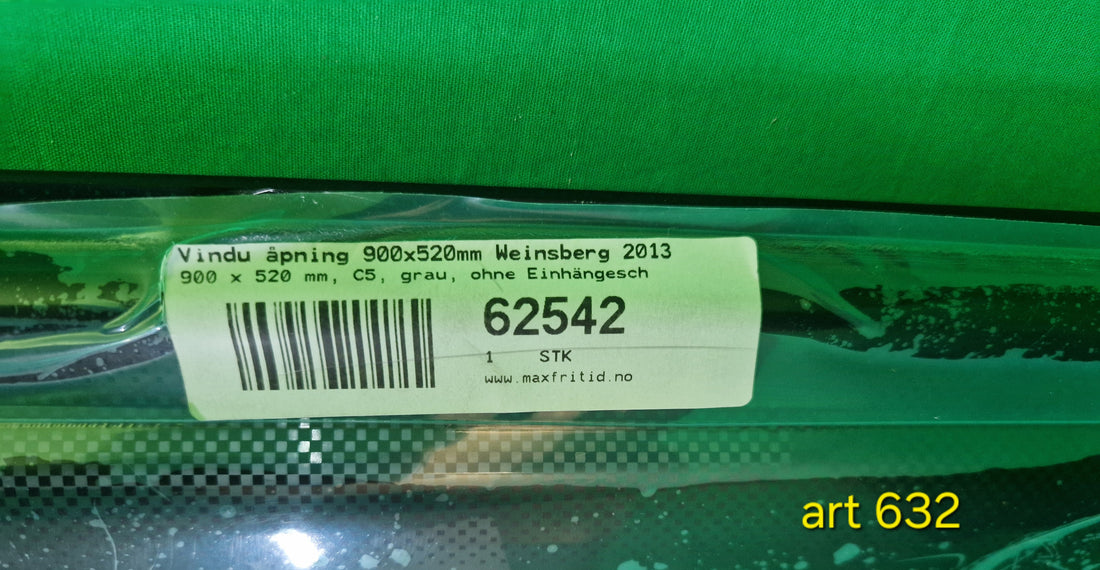 Vindu åpning 900x520mm Weinsberg 2013
900 x 520 mm, C5, grau, ohne Einhängesch
62542
1 STK
www.maxfritid.no
art 632